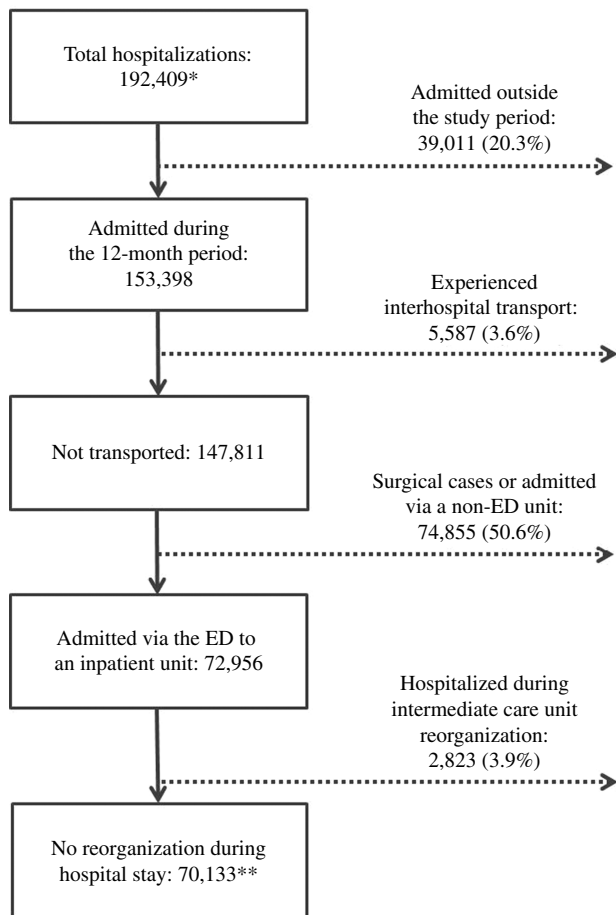 Total hospitalizations:
192,409*
Admitted outside
the study period:
39,011 (20.3%)
Admitted during
the 12-month period:
153,398
Experienced
interhospital transport:
5,587 (3.6%)
Not transported: 147,811
Surgical cases or admitted
via a non-ED unit:
74,855 (50.6%)
Admitted via the ED to
an inpatient unit: 72,956
Hospitalized during
intermediate care unit
reorganization:
2,823 (3.9%)
No reorganization during
hospital stay: 70,133**